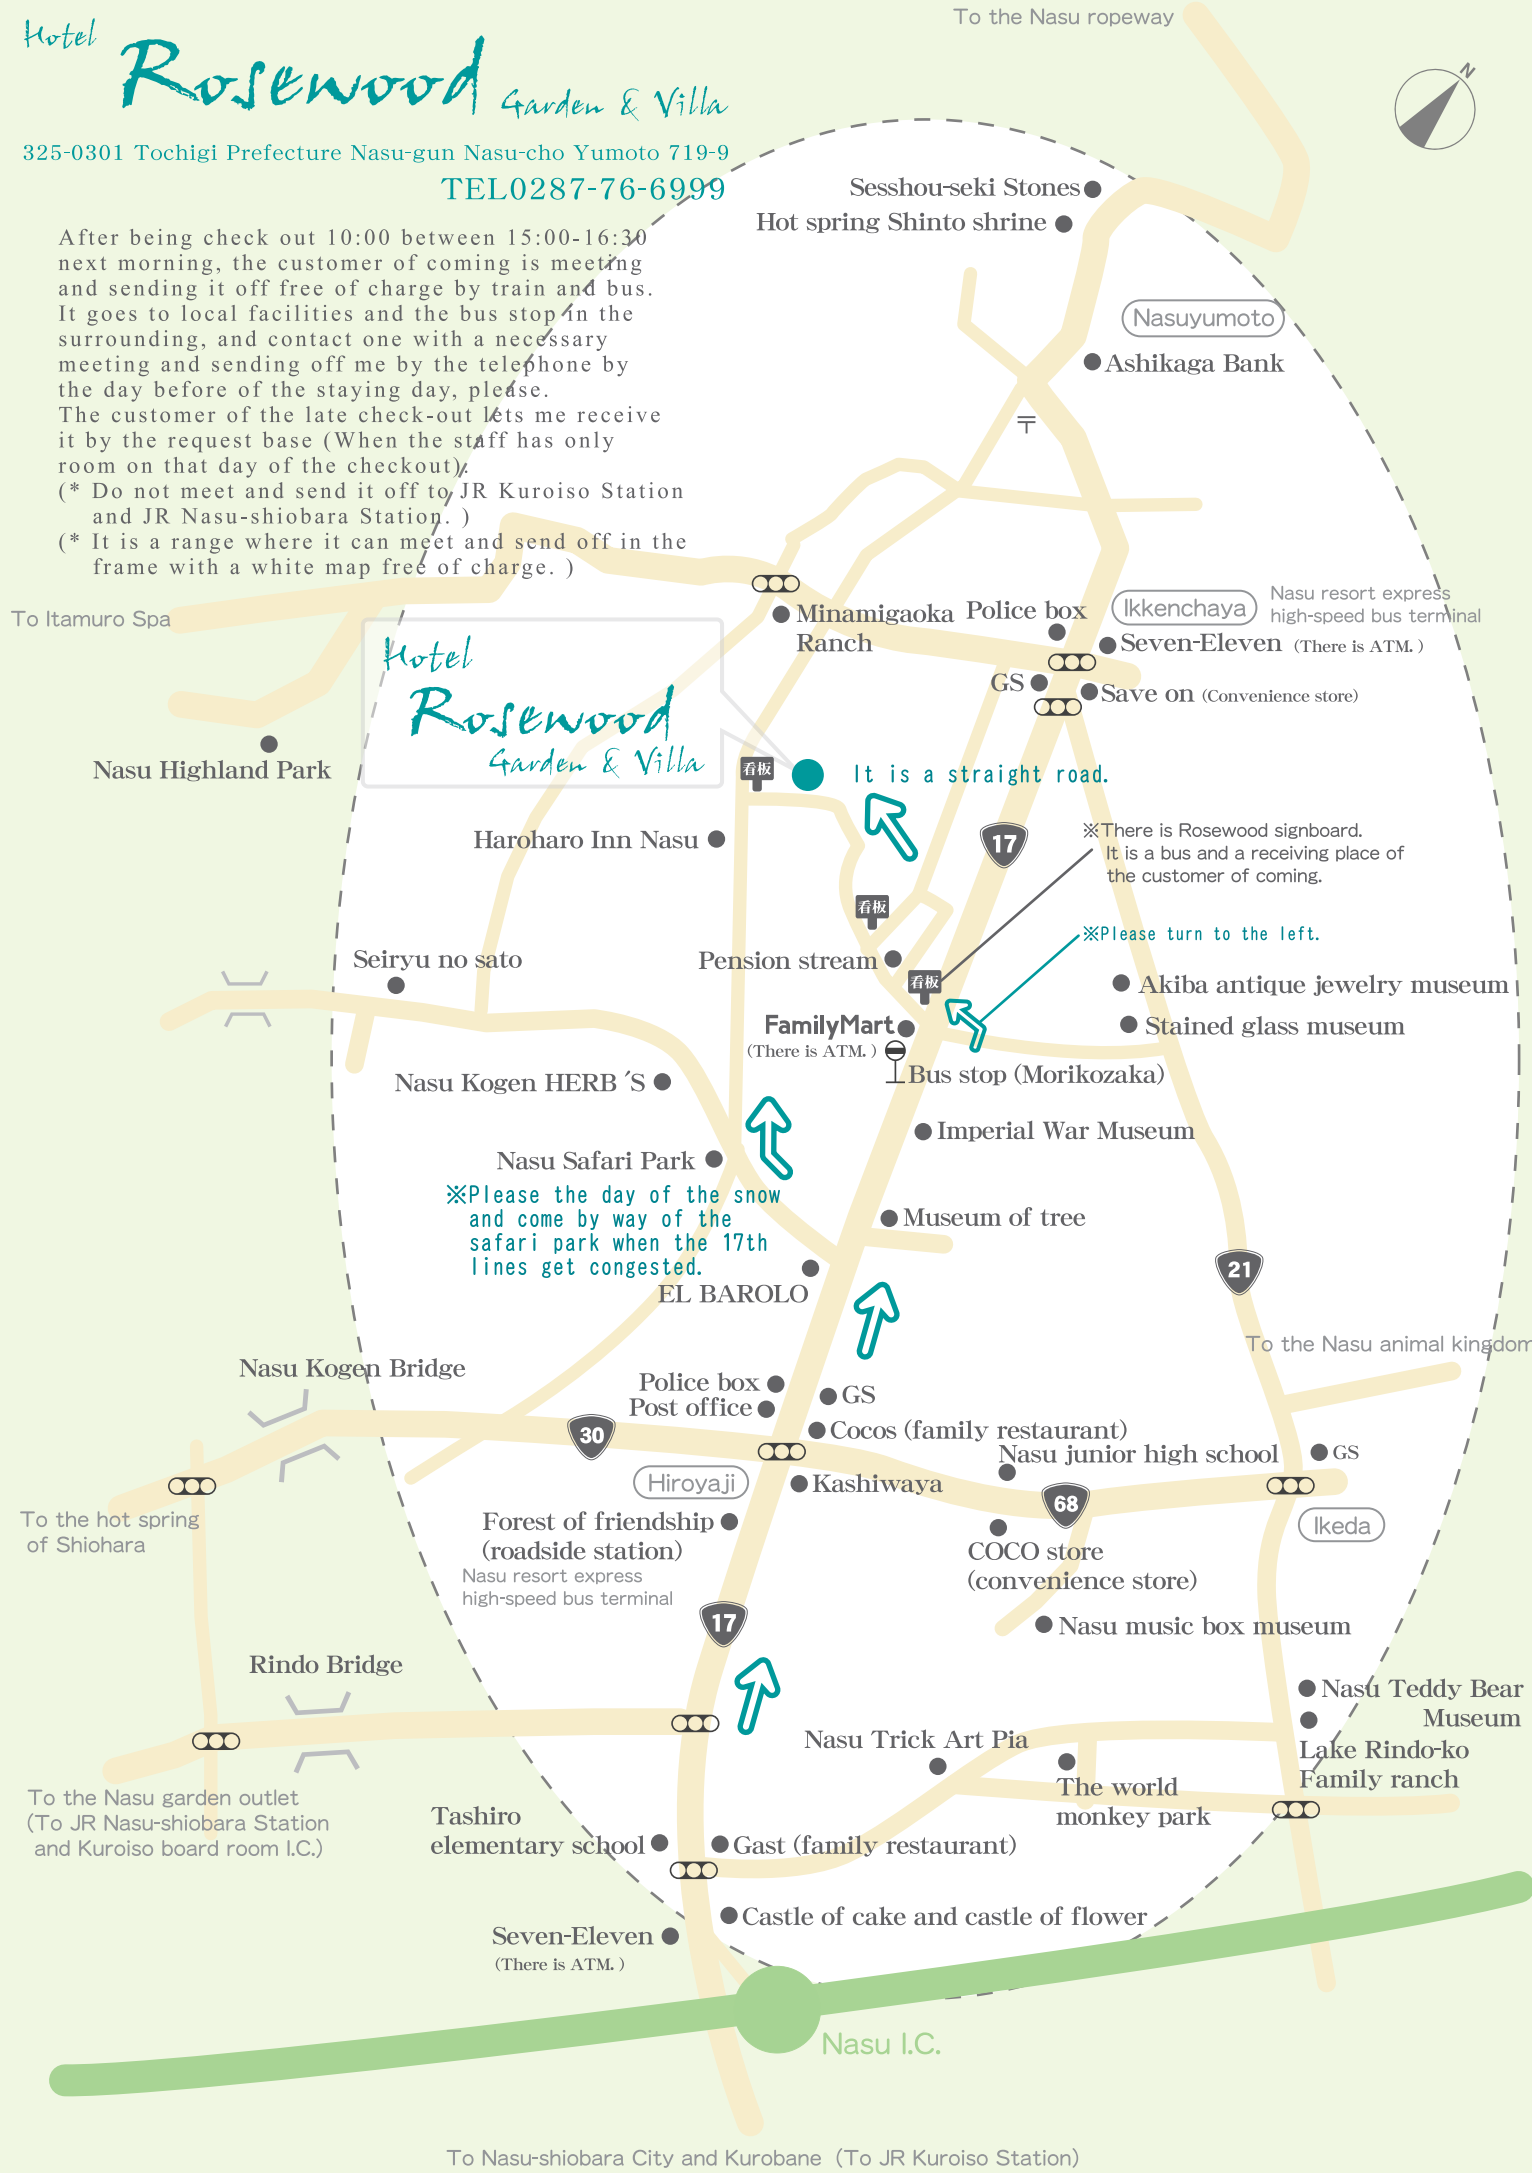 Hotel
Rosewood Garden & Villa
325-0301 Tochigi Prefecture Nasu-gun Nasu-cho Yumoto 719-9
TEL0287-76-6999
After being check out 10:00 between 15:00-16:30
next morning, the customer of coming is meeting
and sending it off free of charge by train and bus.
It goes to local facilities and the bus stop in the
surrounding, and contact one with a necessary
meeting and sending off me by the telephone by
the day before of the staying day, please.
The customer of the late check-out lets me receive
it by the request base (When the staff has only
room on that day of the checkout).
(* Do not meet and send it off to JR Kuroiso Station
and JR Nasu-shiobara Station. )
(* It is a range where it can meet and send off in the
frame with a white map free of charge. )
To the Nasu ropeway
N
Sesshou-seki Stones
Hot spring Shinto shrine
Nasuyumoto
Ashikaga Bank
〒
To Itamuro Spa
Minamigaoka
Ranch
Police box
Ikkenchaya
Nasu resort express
high-speed bus terminal
Seven-Eleven (There is ATM. )
GS
Save on (Convenience store)
Hotel
Rosewood
Garden & Villa
Nasu Highland Park
看板
It is a straight road.
Haroharo Inn Nasu
17
※There is Rosewood signboard.
It is a bus and a receiving place of
the customer of coming.
看板
※Please turn to the left.
Seiryu no sato
Pension stream
看板
Akiba antique jewelry museum
FamilyMart
(There is ATM. )
Stained glass museum
Bus stop (Morikozaka)
Nasu Kogen HERB´S
Imperial War Museum
Nasu Safari Park
※Please the day of the snow
and come by way of the
safari park when the 17th
lines get congested.
Museum of tree
EL BAROLO
21
To the Nasu animal kingdom
Nasu Kogen Bridge
Police box
Post office
GS
Cocos (family restaurant)
30
Nasu junior high school
GS
Hiroyaji
Kashiwaya
68
Ikeda
To the hot spring
of Shiohara
Forest of friendship
(roadside station)
Nasu resort express
high-speed bus terminal
COCO store
(convenience store)
17
Nasu music box museum
Rindo Bridge
Nasu Teddy Bear
Museum
Nasu Trick Art Pia
Lake Rindo-ko
Family ranch
The world
monkey park
To the Nasu garden outlet
(To JR Nasu-shiobara Station
and Kuroiso board room I.C.)
Tashiro
elementary school
Gast (family restaurant)
Castle of cake and castle of flower
Seven-Eleven
(There is ATM. )
Nasu I.C.
To Nasu-shiobara City and Kurobane (To JR Kuroiso Station)